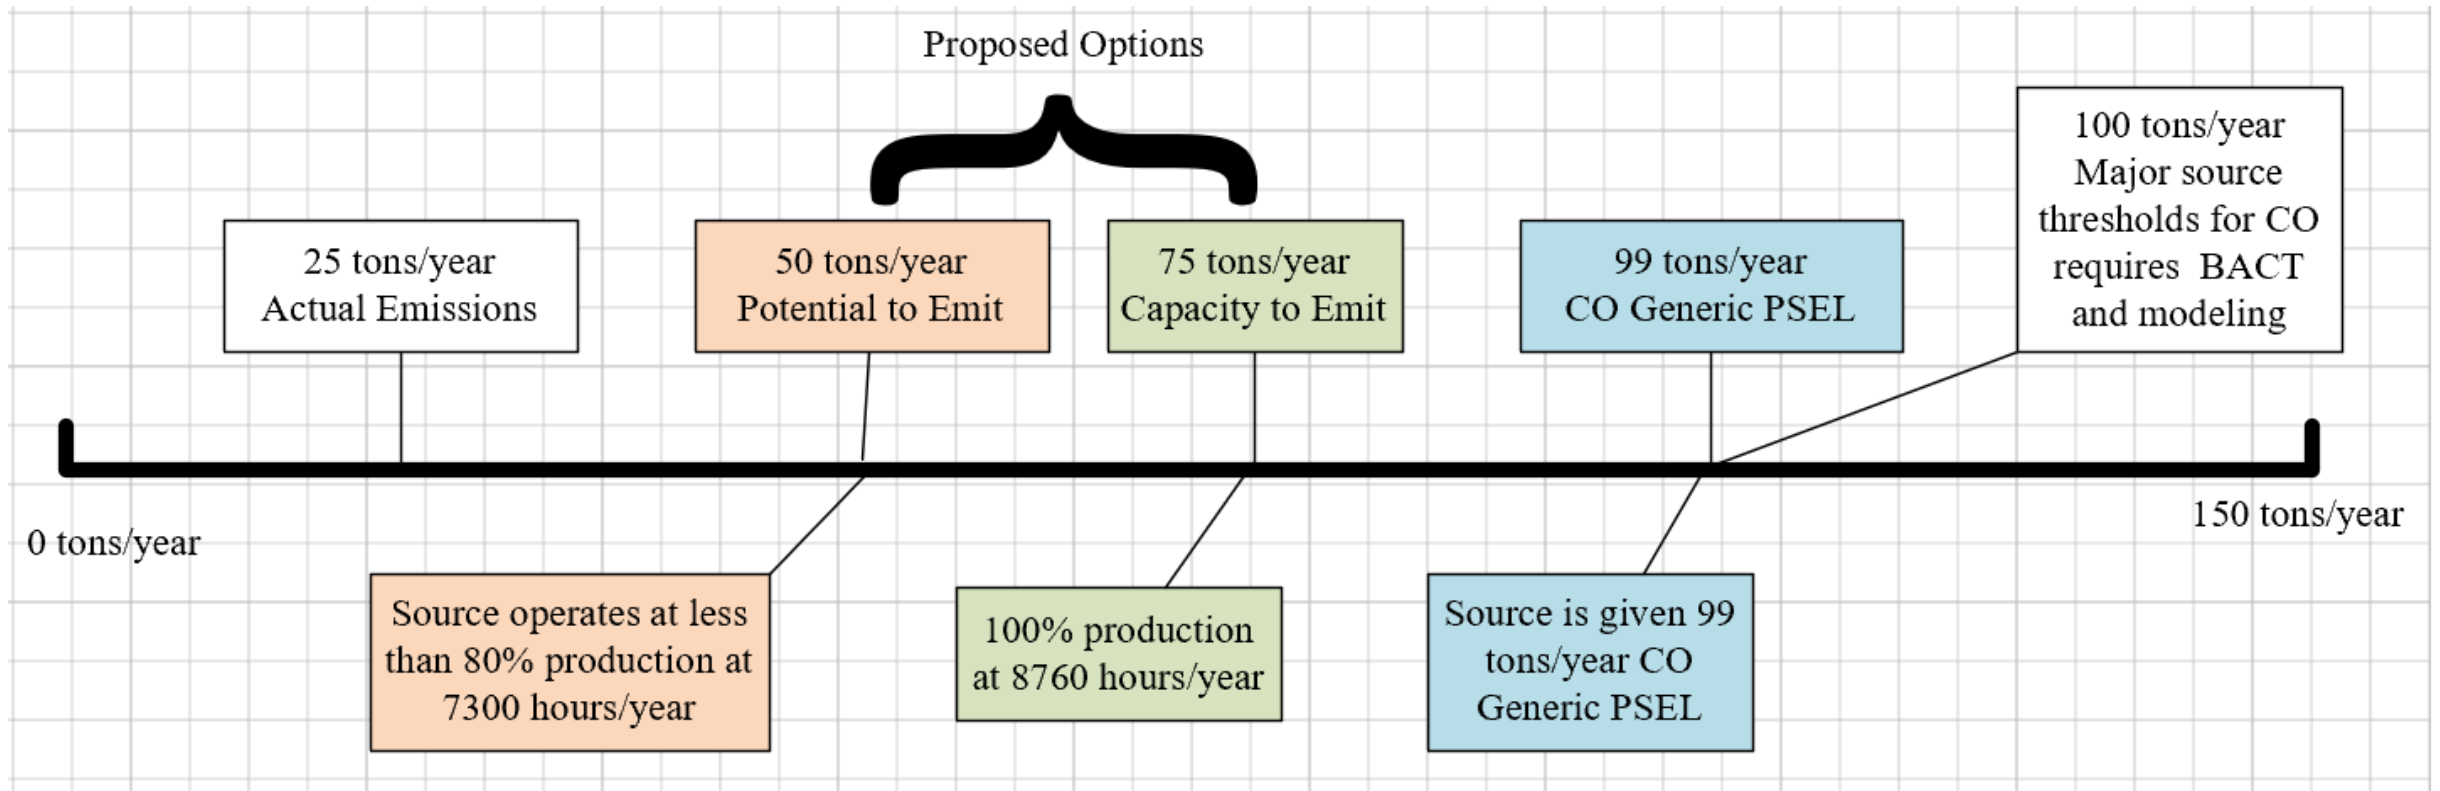 Proposed Options
25 tons/year
Actual Emissions
50 tons/year
Potential to Emit
75 tons/year
Capacity to Emit
99 tons/year
CO Generic PSEL
100 tons/year
Major source
thresholds for CO
requires BACT
and modeling
0 tons/year
150 tons/year
Source operates at less
than 80% production at
7300 hours/year
100% production
at 8760 hours/year
Source is given 99
tons/year CO
Generic PSEL